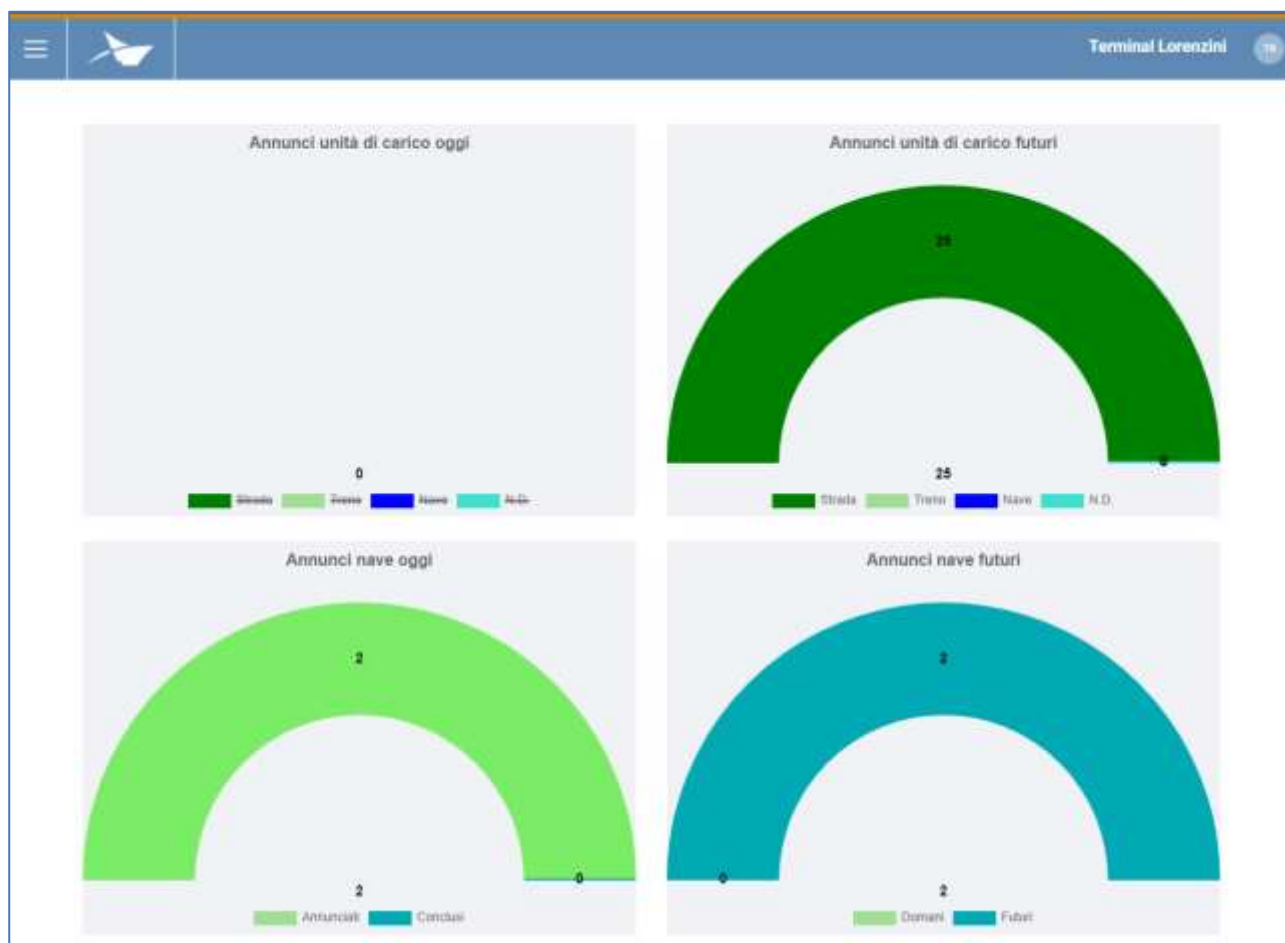 Terminal Lorenzini
Annunci unità di carico oggi
0
Strada Treno Nave N.D.
Annunci unità di carico futuri
25
0
25
Strada Treno Nave N.D.
Annunci nave oggi
2
0
2
Annunciati Conclusi
Annunci nave futuri
2
0
2
Domani Futuri